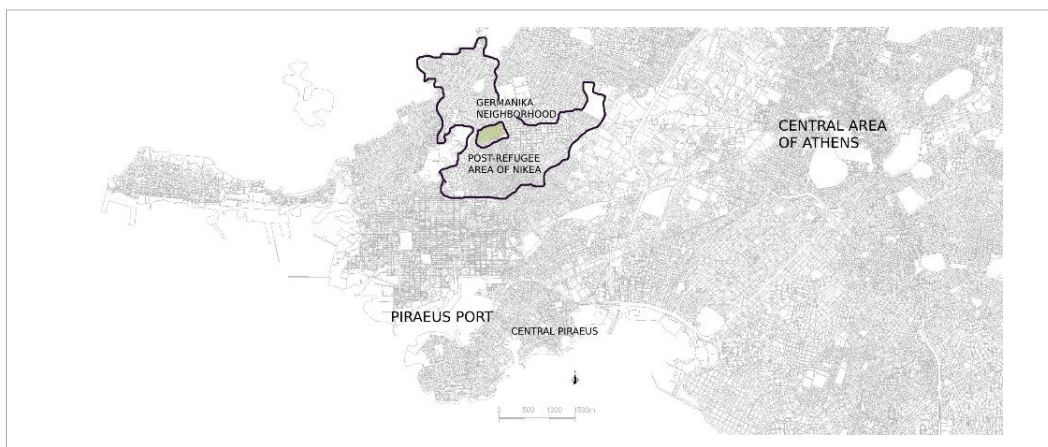 GERMANIKA
NEIGHBORHOOD
CENTRAL AREA
OF ATHENS
POST-REFUGEE
AREA OF NIKEA
PIRAEUS PORT
CENTRAL PIRAEUS
0 500 1000 1500m